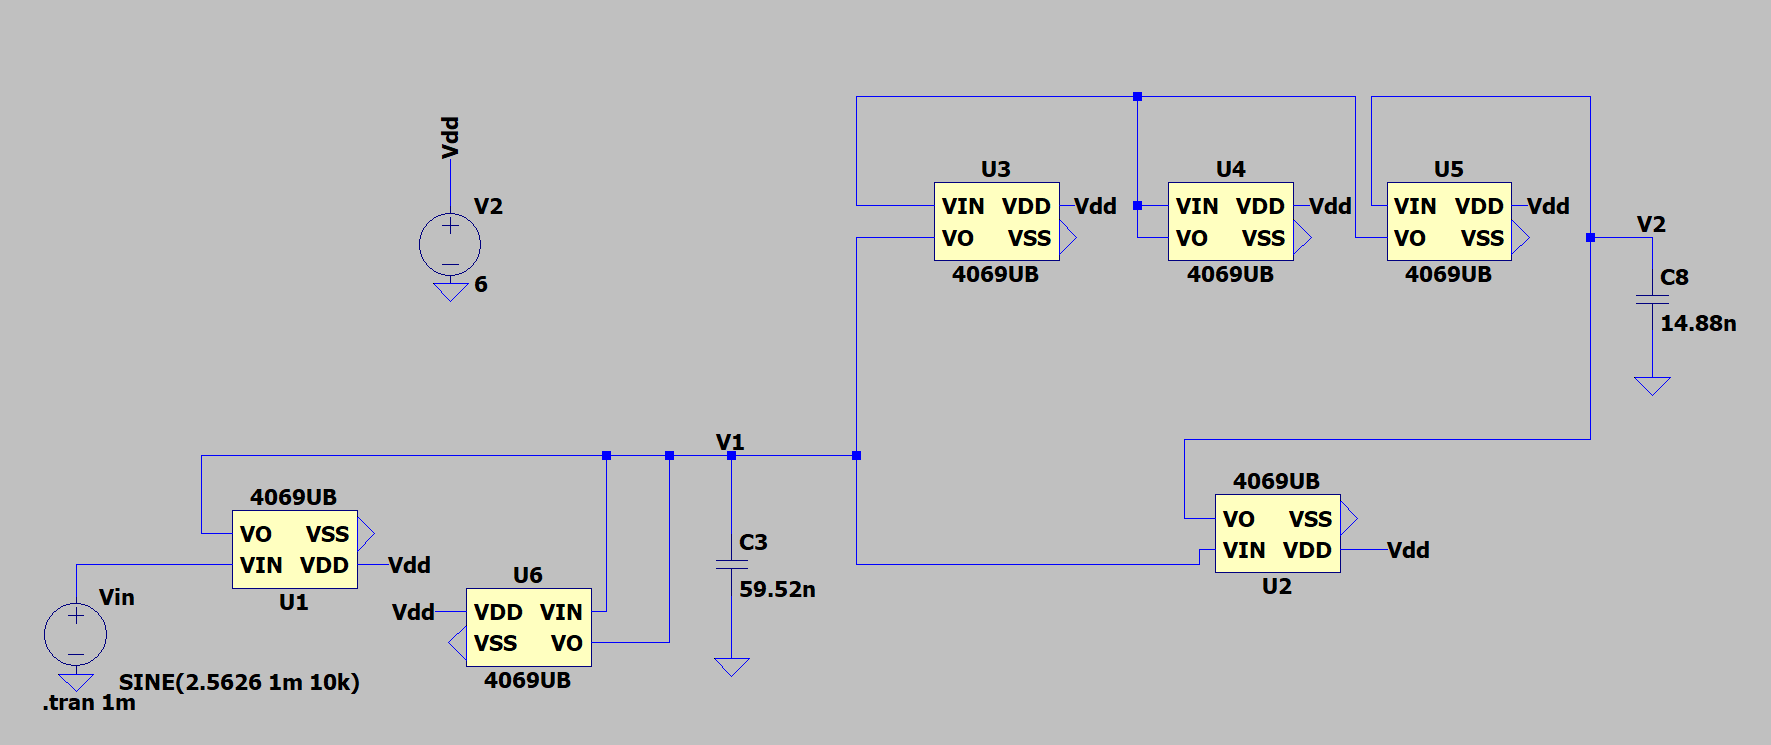 Vdd
V2
6
U3
VIN VDD
Vdd
VO VSS
4069UB
U4
VIN VDD
Vdd
VO VSS
4069UB
U5
VIN VDD
Vdd
VO VSS
4069UB
V2
C8
14.88n
V1
4069UB
VO VSS
VIN VDD
Vdd
U1
Vin
SINE(2.5626 1m 10k)
.tran 1m
U6
Vdd
VDD VIN
VSS VO
4069UB
C3
59.52n
4069UB
VO VSS
VIN VDD
Vdd
U2